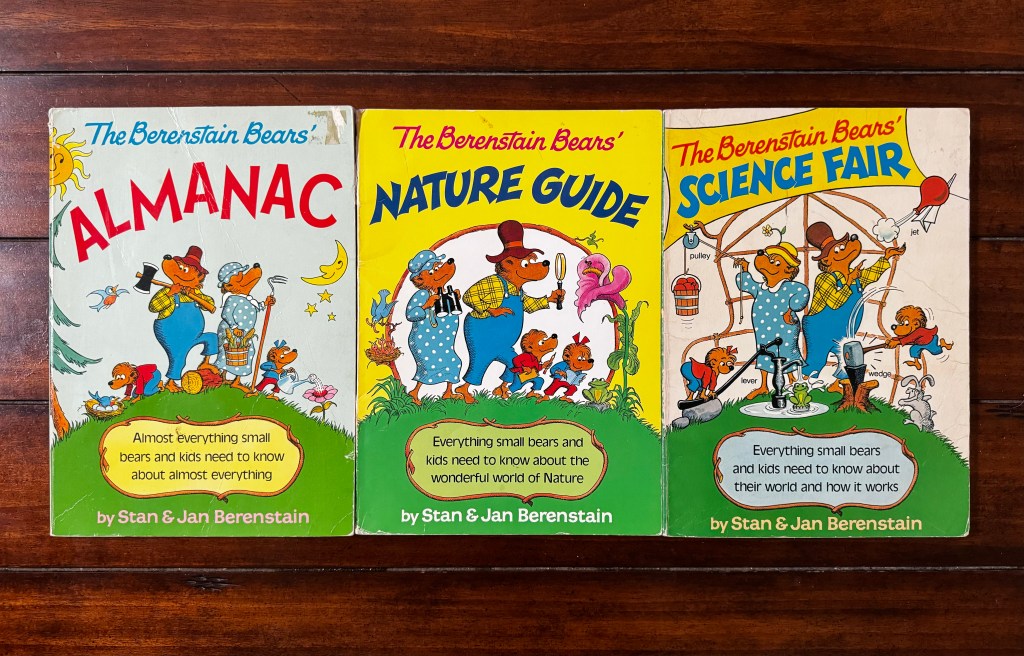 The Berenstain Bears'
ALMANAC
Almost everything small
bears and kids need to know
about almost everything
by Stan & Jan Berenstain
The Berenstain Bears'
NATURE GUIDE
Everything small bears and
kids need to know about the
wonderful world of Nature
by Stan & Jan Berenstain
The Berenstain Bears'
SCIENCE FAIR
jet
pulley
lever
wedge
Everything small bears
and kids need to know about
their world and how it works
by Stan & Jan Berenstain